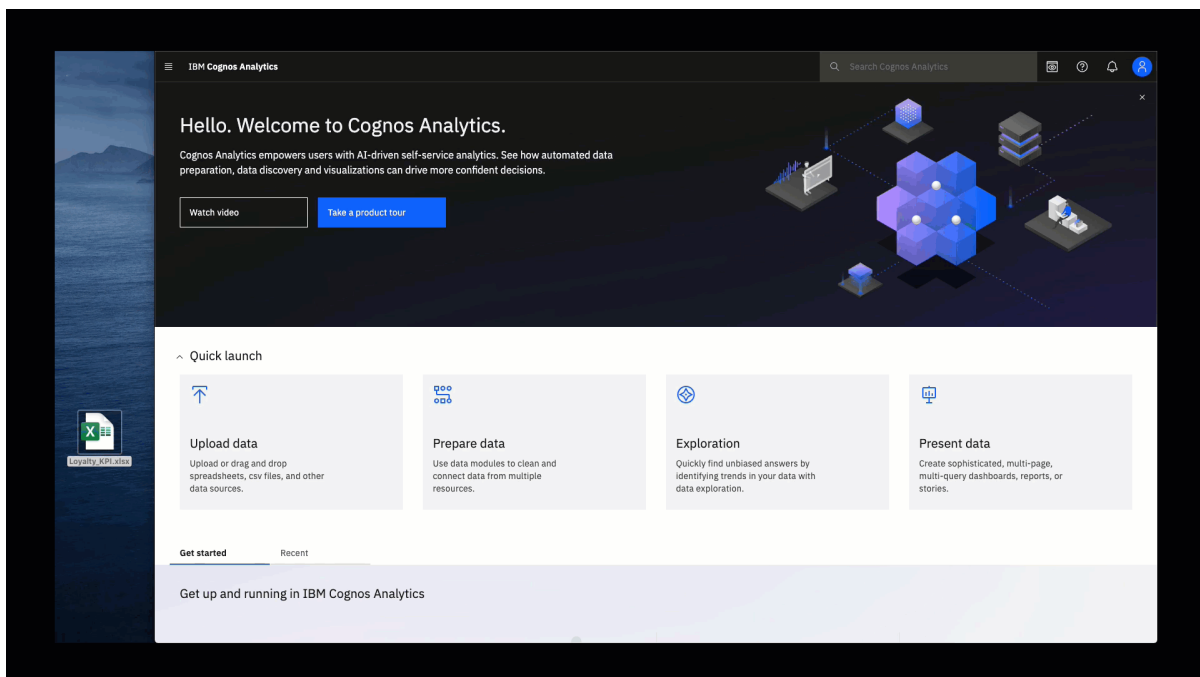 IBM Cognos Analytics
Search Cognos Analytics
Hello. Welcome to Cognos Analytics.
Cognos Analytics empowers users with AI-driven self-service analytics. See how automated data
preparation, data discovery and visualizations can drive more confident decisions.
Watch video
Take a product tour
Quick launch
Upload data
Upload or drag and drop
spreadsheets, csv files, and other
data sources.
Prepare data
Use data modules to clean and
connect data from multiple
resources.
Exploration
Quickly find unbiased answers by
identifying trends in your data with
data exploration.
Present data
Create sophisticated, multi-page,
multi-query dashboards, reports, or
stories.
X
Loyalty_KPI.xlsx
Get started
Recent
Get up and running in IBM Cognos Analytics